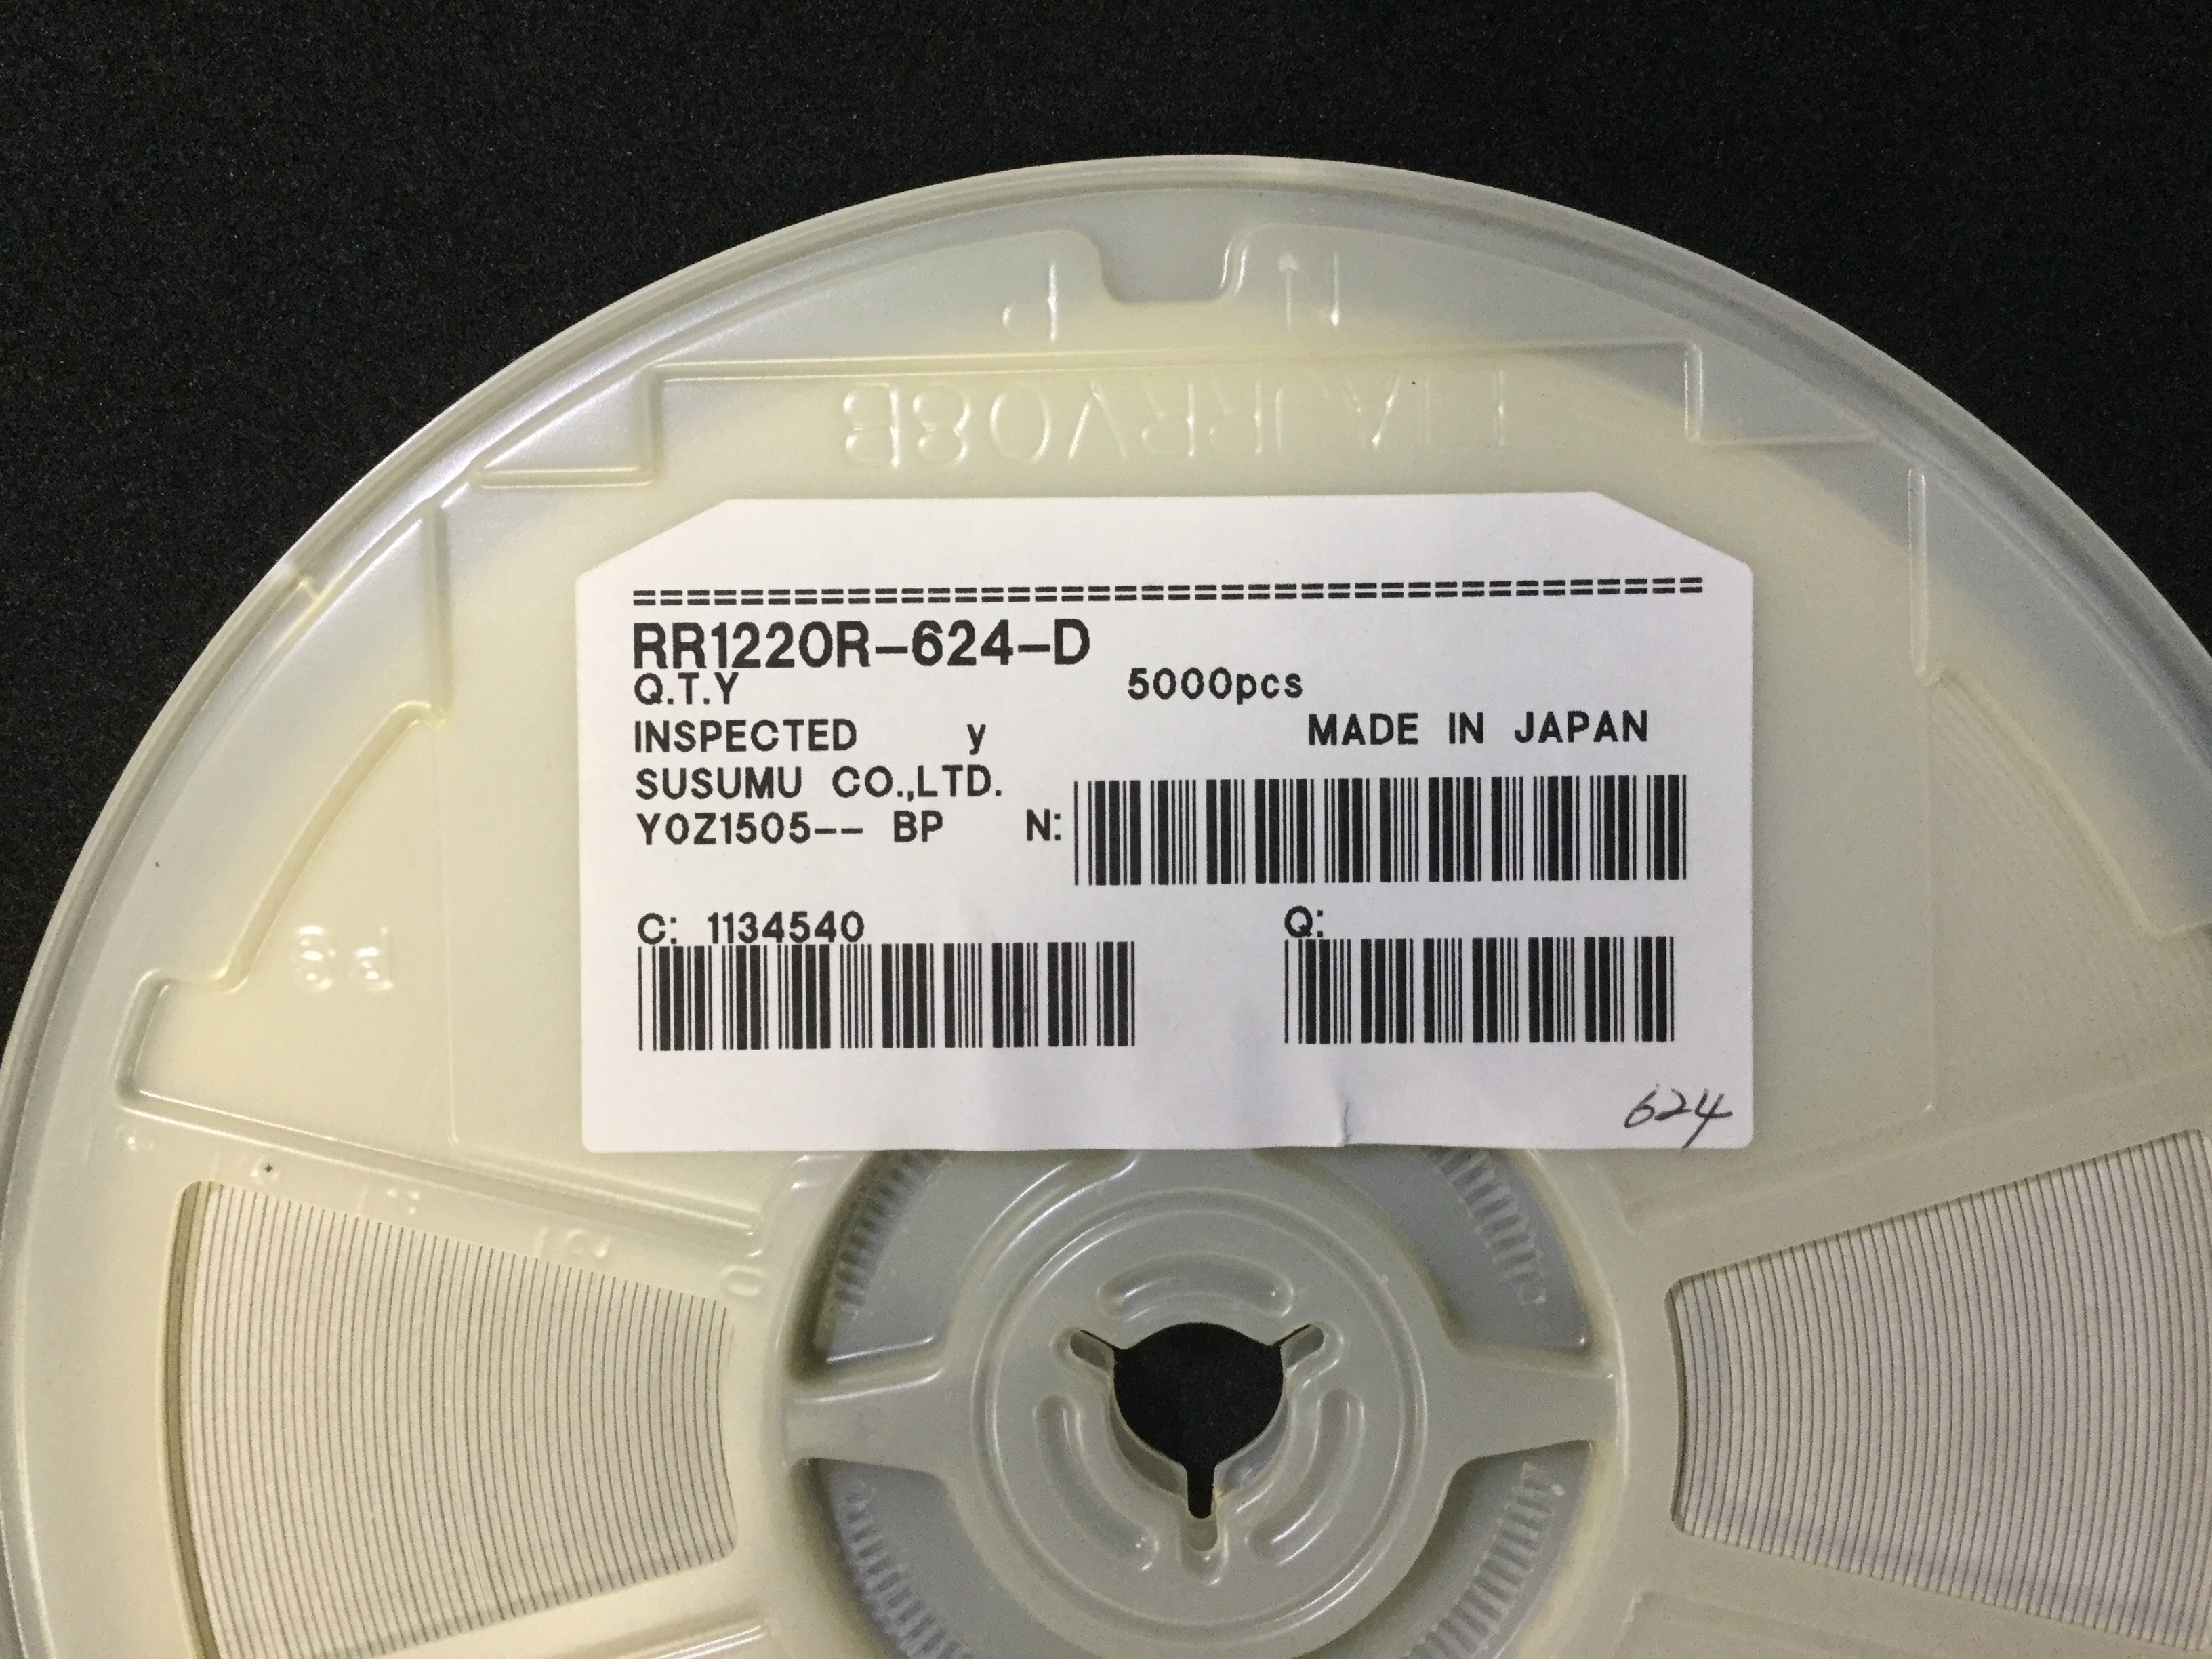 ========================================
RR1220R-624-D
Q.T.Y 5000pcs
INSPECTED y MADE IN JAPAN
SUSUMU CO.,LTD.
Y0Z1505-- BP N:
C: 1134540 Q:
624